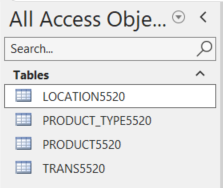 All Access Obje...
Search...
Tables
LOCATION5520
PRODUCT_TYPE5520
PRODUCT5520
TRANS5520